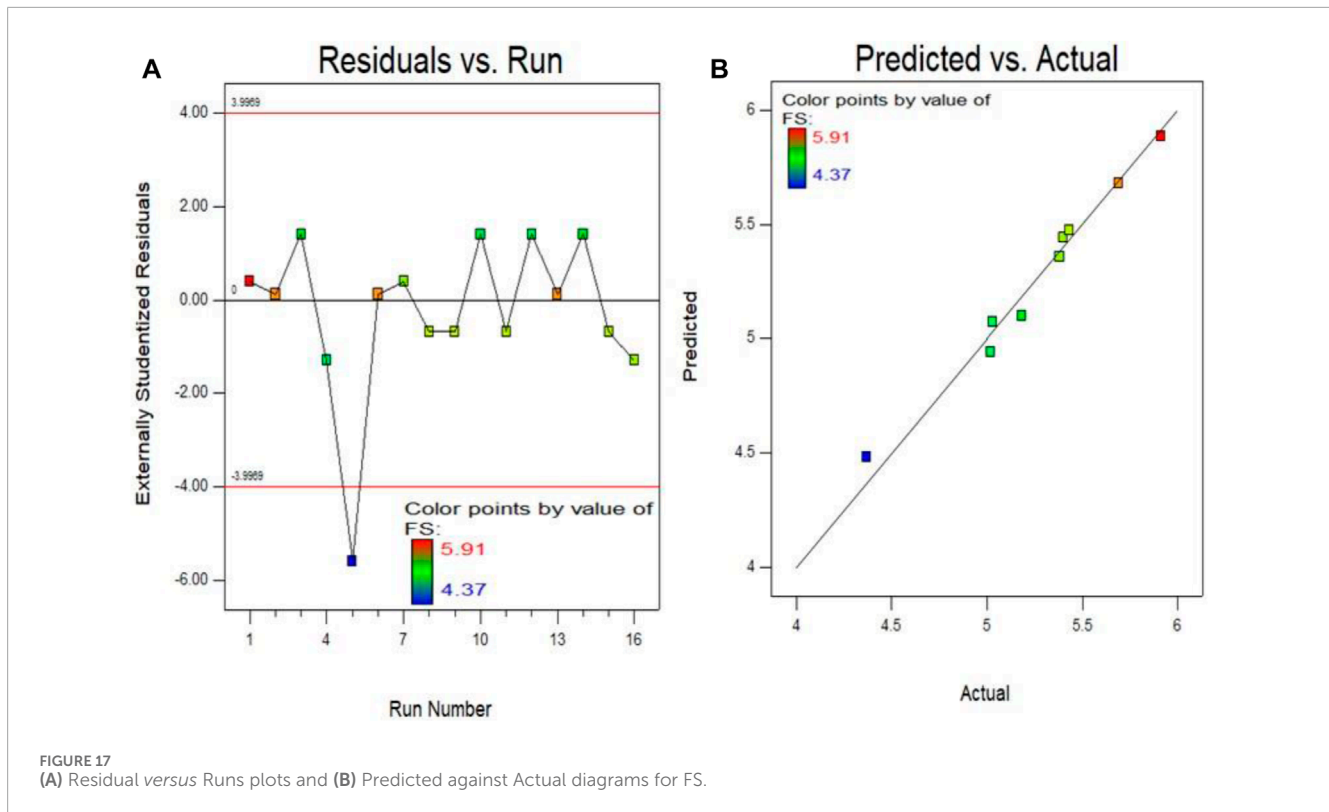 A
Residuals vs. Run
Externally Studentized Residuals
4.00
2.00
0.00
-2.00
-4.00
-6.00
3.9969
0
-3.9969
Color points by value of
FS:
5.91
4.37
1
4
7
10
13
16
Run Number
B
Predicted vs. Actual
Color points by value of
FS:
5.91
4.37
Predicted
6
5.5
5
4.5
4
4
4.5
5
5.5
6
Actual
FIGURE 17
(A) Residual versus Runs plots and (B) Predicted against Actual diagrams for FS.